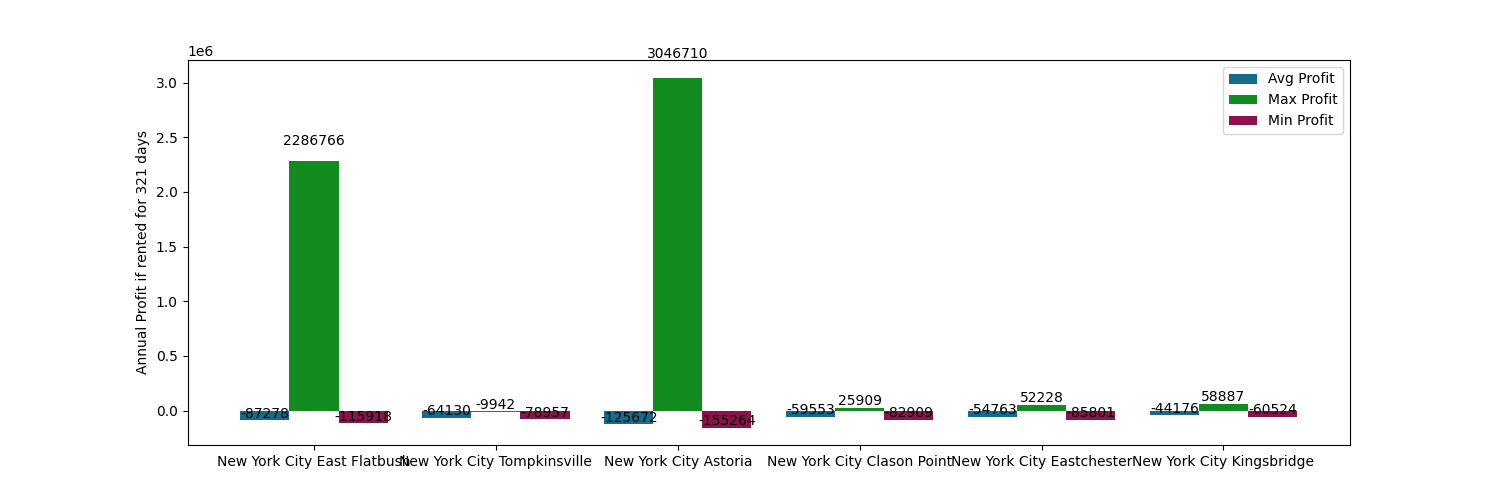 1e6
3046710
3.0
Avg Profit
Max Profit
Min Profit
2.5
2286766
2.0
1.5
1.0
0.5
0.0
Annual Profit if rented for 321 days
-87278
-115918
-64130
-9942
-78957
-125672
-155264
-59553
25909
-82909
-54763
52228
-85801
-44176
58887
-60524
New York City East Flatbush
New York City Tompkinsville
New York City Astoria
New York City Clason Point
New York City Eastchester
New York City Kingsbridge